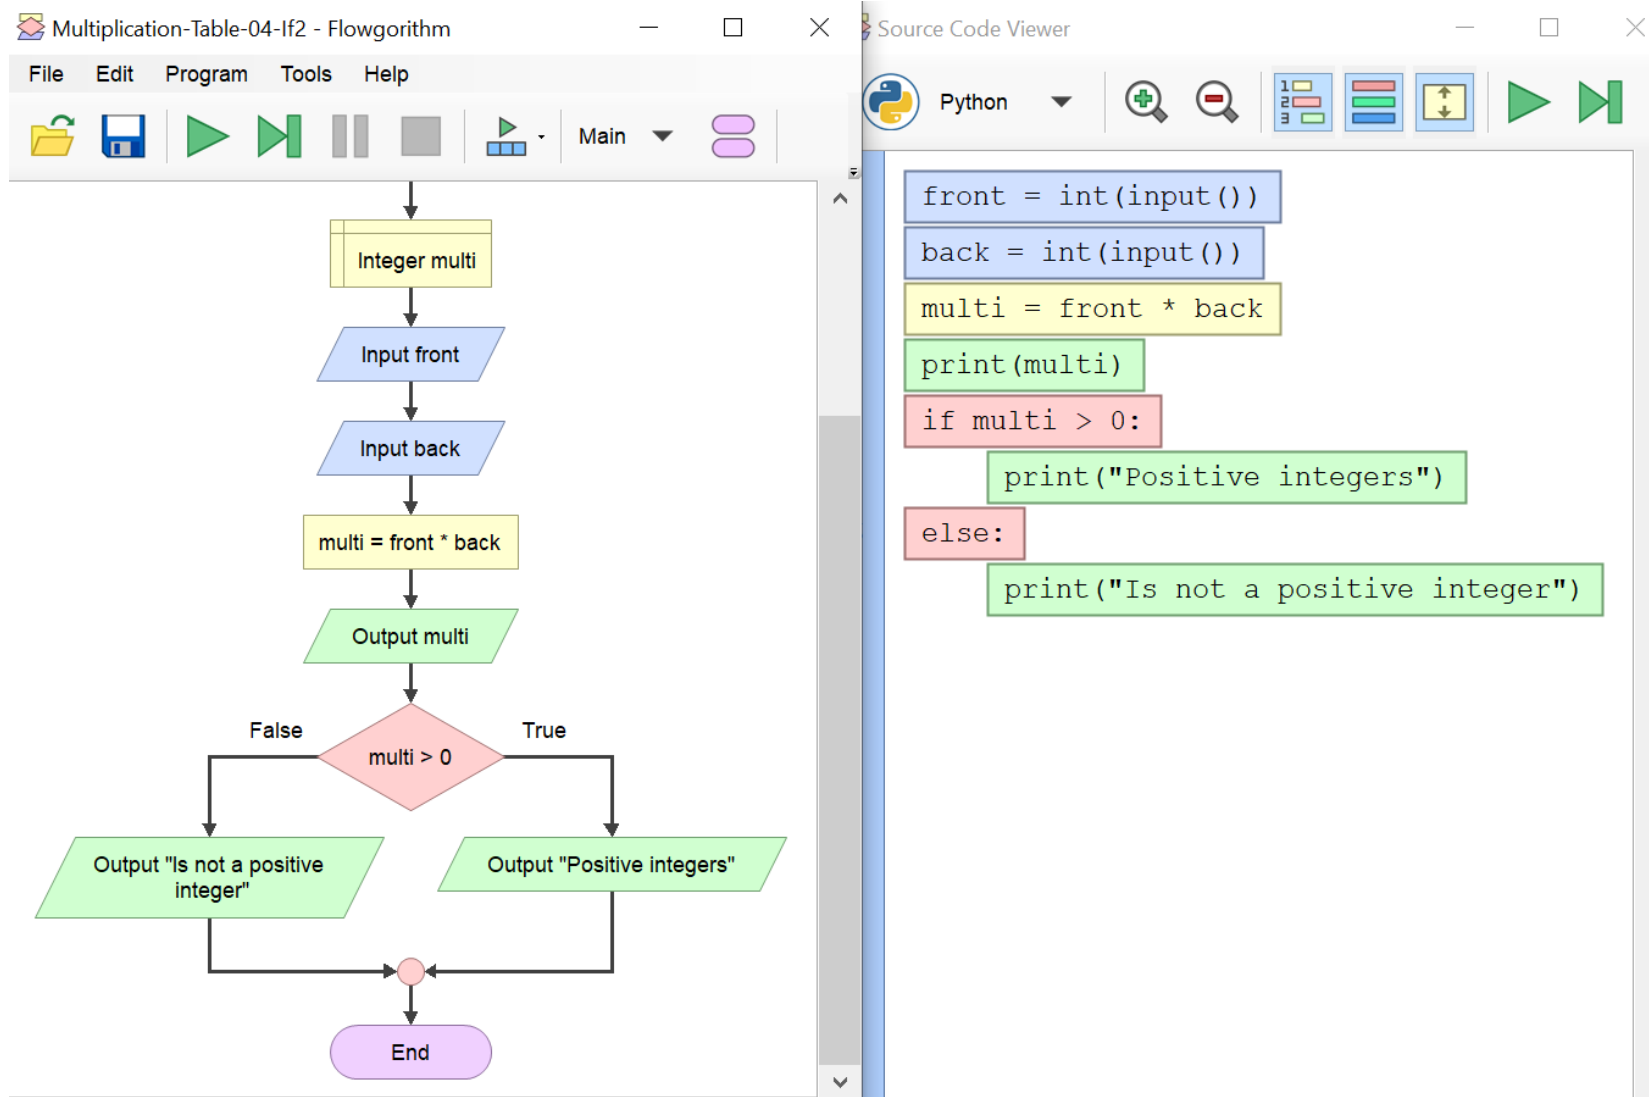 Multiplication-Table-04-If2 - Flowgorithm
File Edit Program Tools Help
Main
Integer multi
Input front
Input back
multi = front * back
Output multi
False
True
multi > 0
Output "Is not a positive
integer"
Output "Positive integers"
End
Source Code Viewer
Python
1
2
3
front = int(input())
back = int(input())
multi = front * back
print(multi)
if multi > 0:
print("Positive integers")
else:
print("Is not a positive integer")